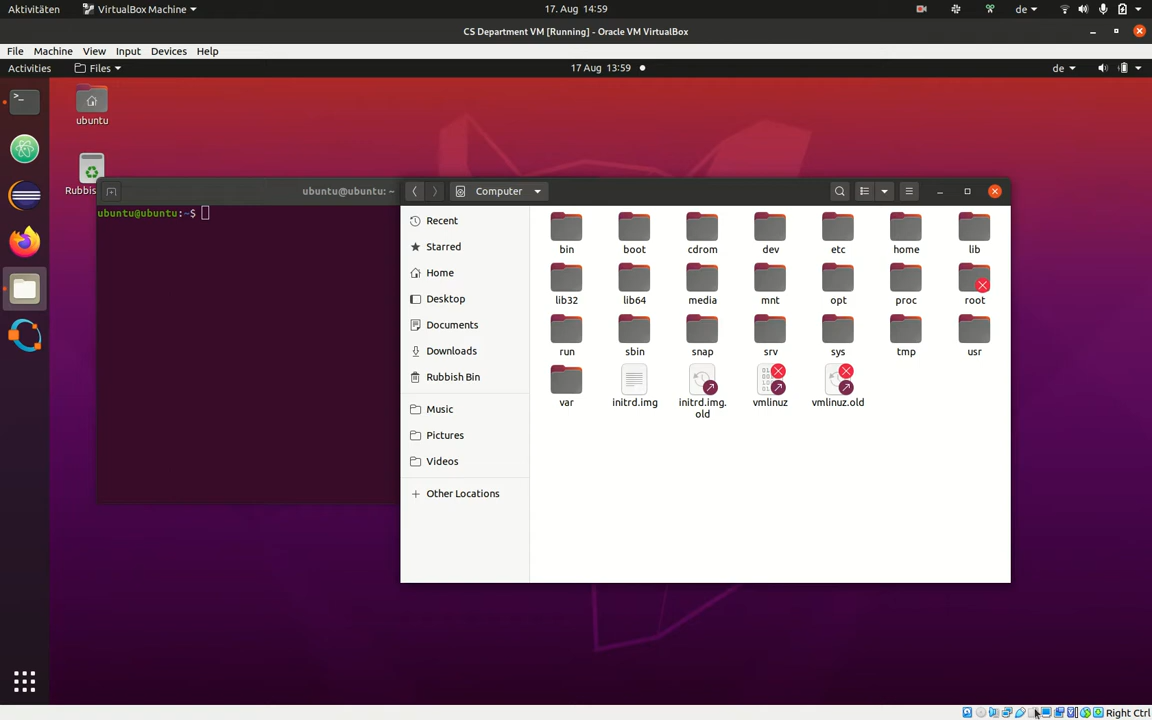 Aktivitäten VirtualBox Machine 17. Aug 14:59 de
CS Department VM [Running] - Oracle VM VirtualBox
File Machine View Input Devices Help
Activities Files 17 Aug 13:59 de
ubuntu
Rubbis
ubuntu@ubuntu: ~
ubuntu@ubuntu:~$
Computer
Recent
Starred
Home
Desktop
Documents
Downloads
Rubbish Bin
Music
Pictures
Videos
Other Locations
bin boot cdrom dev etc home lib
lib32 lib64 media mnt opt proc root
run sbin snap srv sys tmp usr
var initrd.img initrd.img. vmlinuz vmlinuz.old
old
Right Ctrl